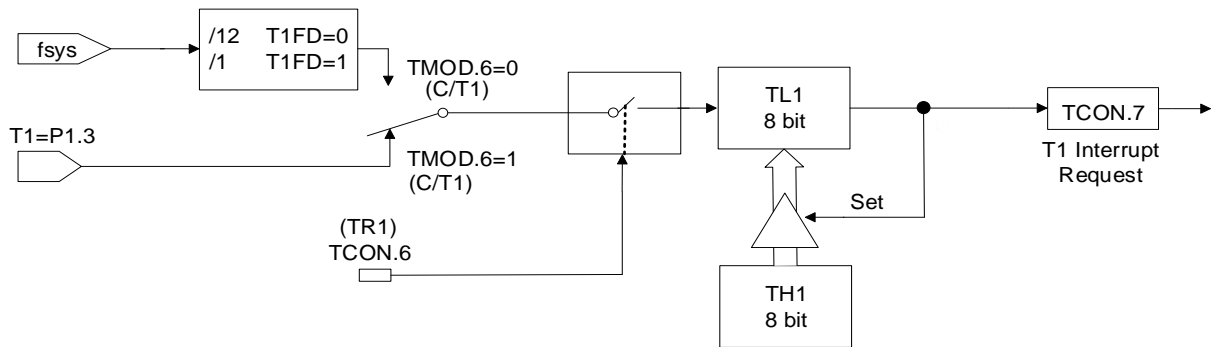 fsys
/12 T1FD=0
/1 T1FD=1
TMOD.6=0
(C/T1)
T1=P1.3
TMOD.6=1
(C/T1)
(TR1)
TCON.6
TL1
8 bit
Set
TH1
8 bit
TCON.7
T1 Interrupt
Request